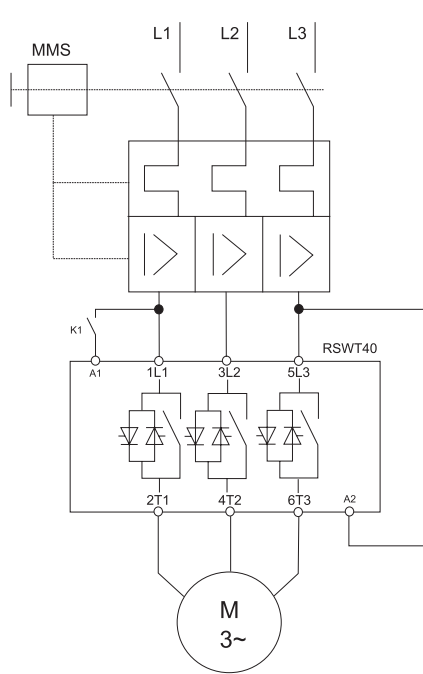 L1 L2 L3
MMS
K1
RSWT40
A1 1L1 3L2 5L3
2T1 4T2 6T3 A2
M
3~